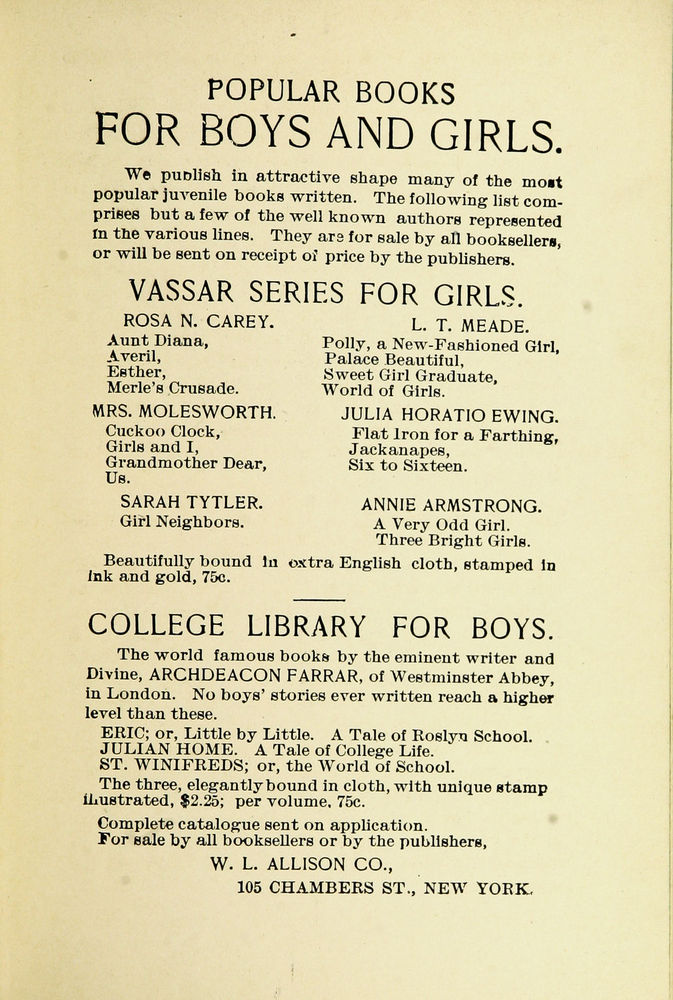 POPULAR BOOKS
FOR BOYS AND GIRLS.
We publish in attractive shape many of the most
popular juvenile books written. The following list com-
prises but a few of the well known authors represented
in the various lines. They are for sale by all booksellers,
or will be sent on receipt of price by the publishers.
VASSAR SERIES FOR GIRLS.
ROSA N. CAREY.
Aunt Diana,
Averil,
Esther,
Merle's Crusade.
L. T. MEADE.
Polly, a New-Fashioned Girl,
Palace Beautiful,
Sweet Girl Graduate,
World of Girls.
MRS. MOLESWORTH.
Cuckoo Clock,
Girls and I,
Grandmother Dear,
Us.
JULIA HORATIO EWING.
Flat Iron for a Farthing,
Jackanapes,
Six to Sixteen.
SARAH TYTLER.
Girl Neighbors.
ANNIE ARMSTRONG.
A Very Odd Girl.
Three Bright Girls.
Beautifully bound in extra English cloth, stamped in
ink and gold, 75c.
COLLEGE LIBRARY FOR BOYS.
The world famous books by the eminent writer and
Divine, ARCHDEACON FARRAR, of Westminster Abbey,
in London. No boys' stories ever written reach a higher
level than these.
ERIC; or, Little by Little. A Tale of Roslyn School.
JULIAN HOME. A Tale of College Life.
ST. WINIFREDS; or, the World of School.
The three, elegantly bound in cloth, with unique stamp
illustrated, $2.25; per volume, 75c.
Complete catalogue sent on application.
For sale by all booksellers or by the publishers,
W. L. ALLISON CO.,
105 CHAMBERS ST., NEW YORK.